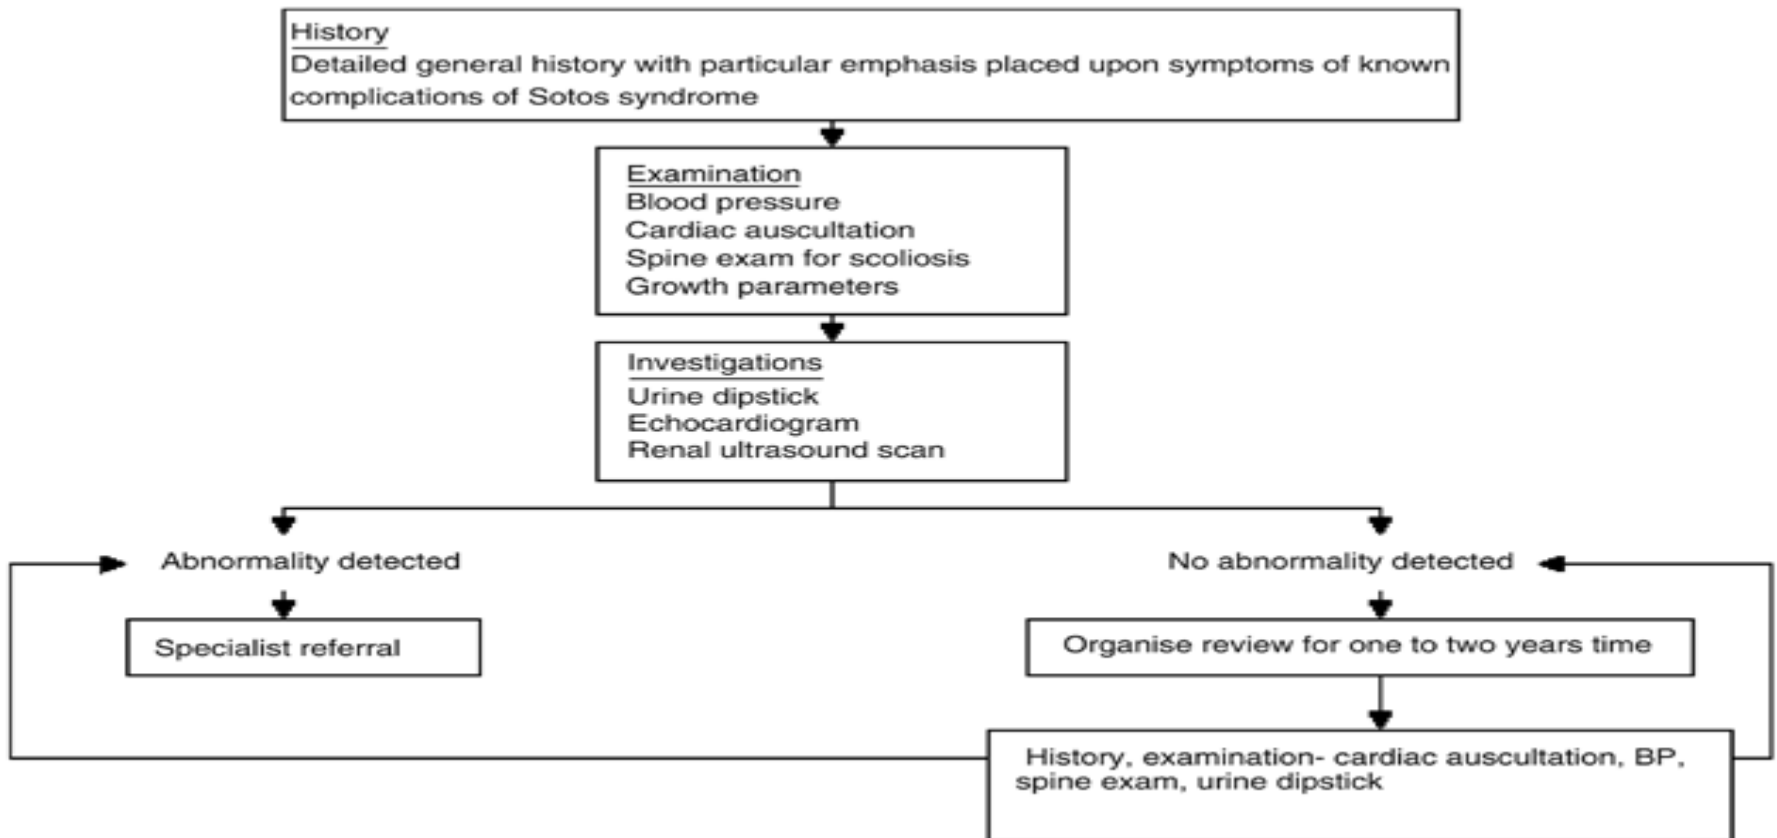 History
Detailed general history with particular emphasis placed upon symptoms of known
complications of Sotos syndrome
Examination
Blood pressure
Cardiac auscultation
Spine exam for scoliosis
Growth parameters
Investigations
Urine dipstick
Echocardiogram
Renal ultrasound scan
Abnormality detected
No abnormality detected
Specialist referral
Organise review for one to two years time
History, examination- cardiac auscultation, BP,
spine exam, urine dipstick